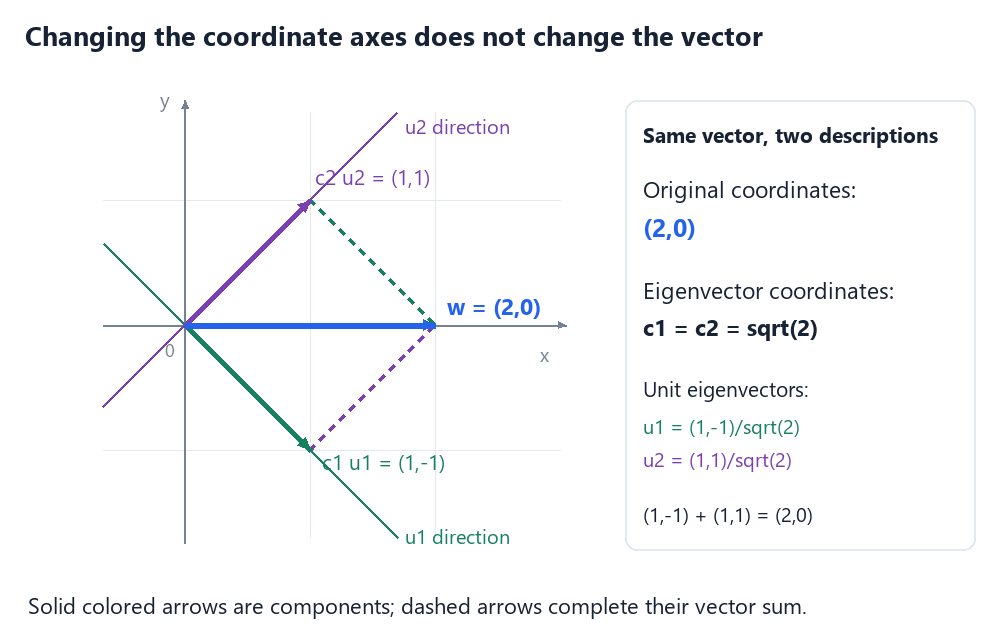 Changing the coordinate axes does not change the vector
y
u2 direction
c2 u2 = (1,1)
w = (2,0)
0
x
c1 u1 = (1,-1)
u1 direction
Same vector, two descriptions
Original coordinates:
(2,0)
Eigenvector coordinates:
c1 = c2 = sqrt(2)
Unit eigenvectors:
u1 = (1,-1)/sqrt(2)
u2 = (1,1)/sqrt(2)
(1,-1) + (1,1) = (2,0)
Solid colored arrows are components; dashed arrows complete their vector sum.